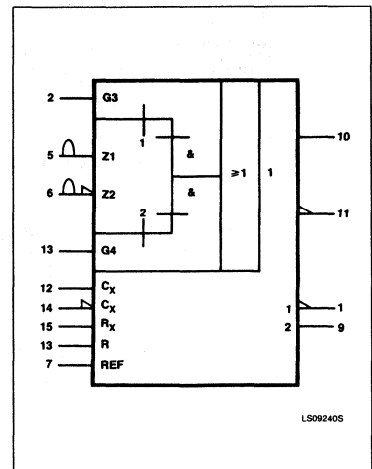 2 G3
1
10
&
5 Z1
≥1 1
&
6 Z2
11
2
13 G4
12 CX
14 CX 1 1
15 RX 2 9
13 R
7 REF
LS09240S